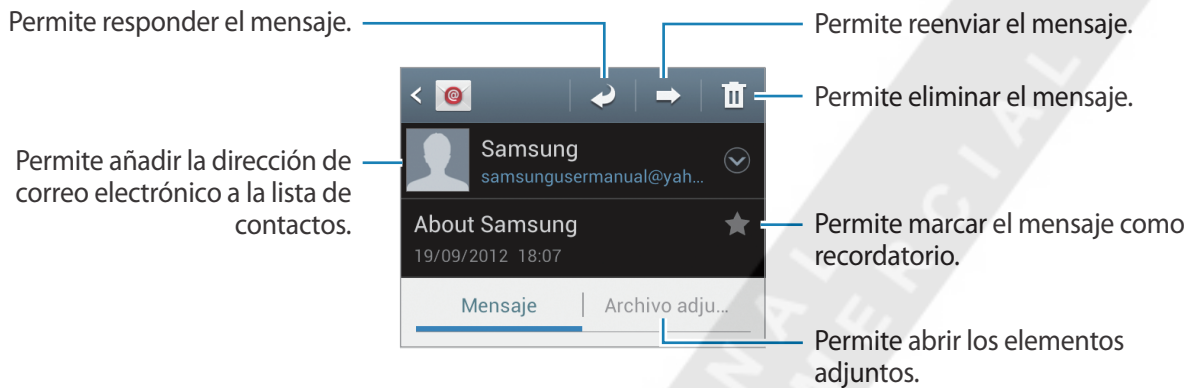 Permite responder el mensaje.
Permite reenviar el mensaje.
Permite eliminar el mensaje.
Permite añadir la dirección de
correo electrónico a la lista de
contactos.
Samsung
samsungusermanual@yah...
About Samsung
19/09/2012 18:07
Permite marcar el mensaje como
recordatorio.
Mensaje
Archivo adju...
Permite abrir los elementos
adjuntos.